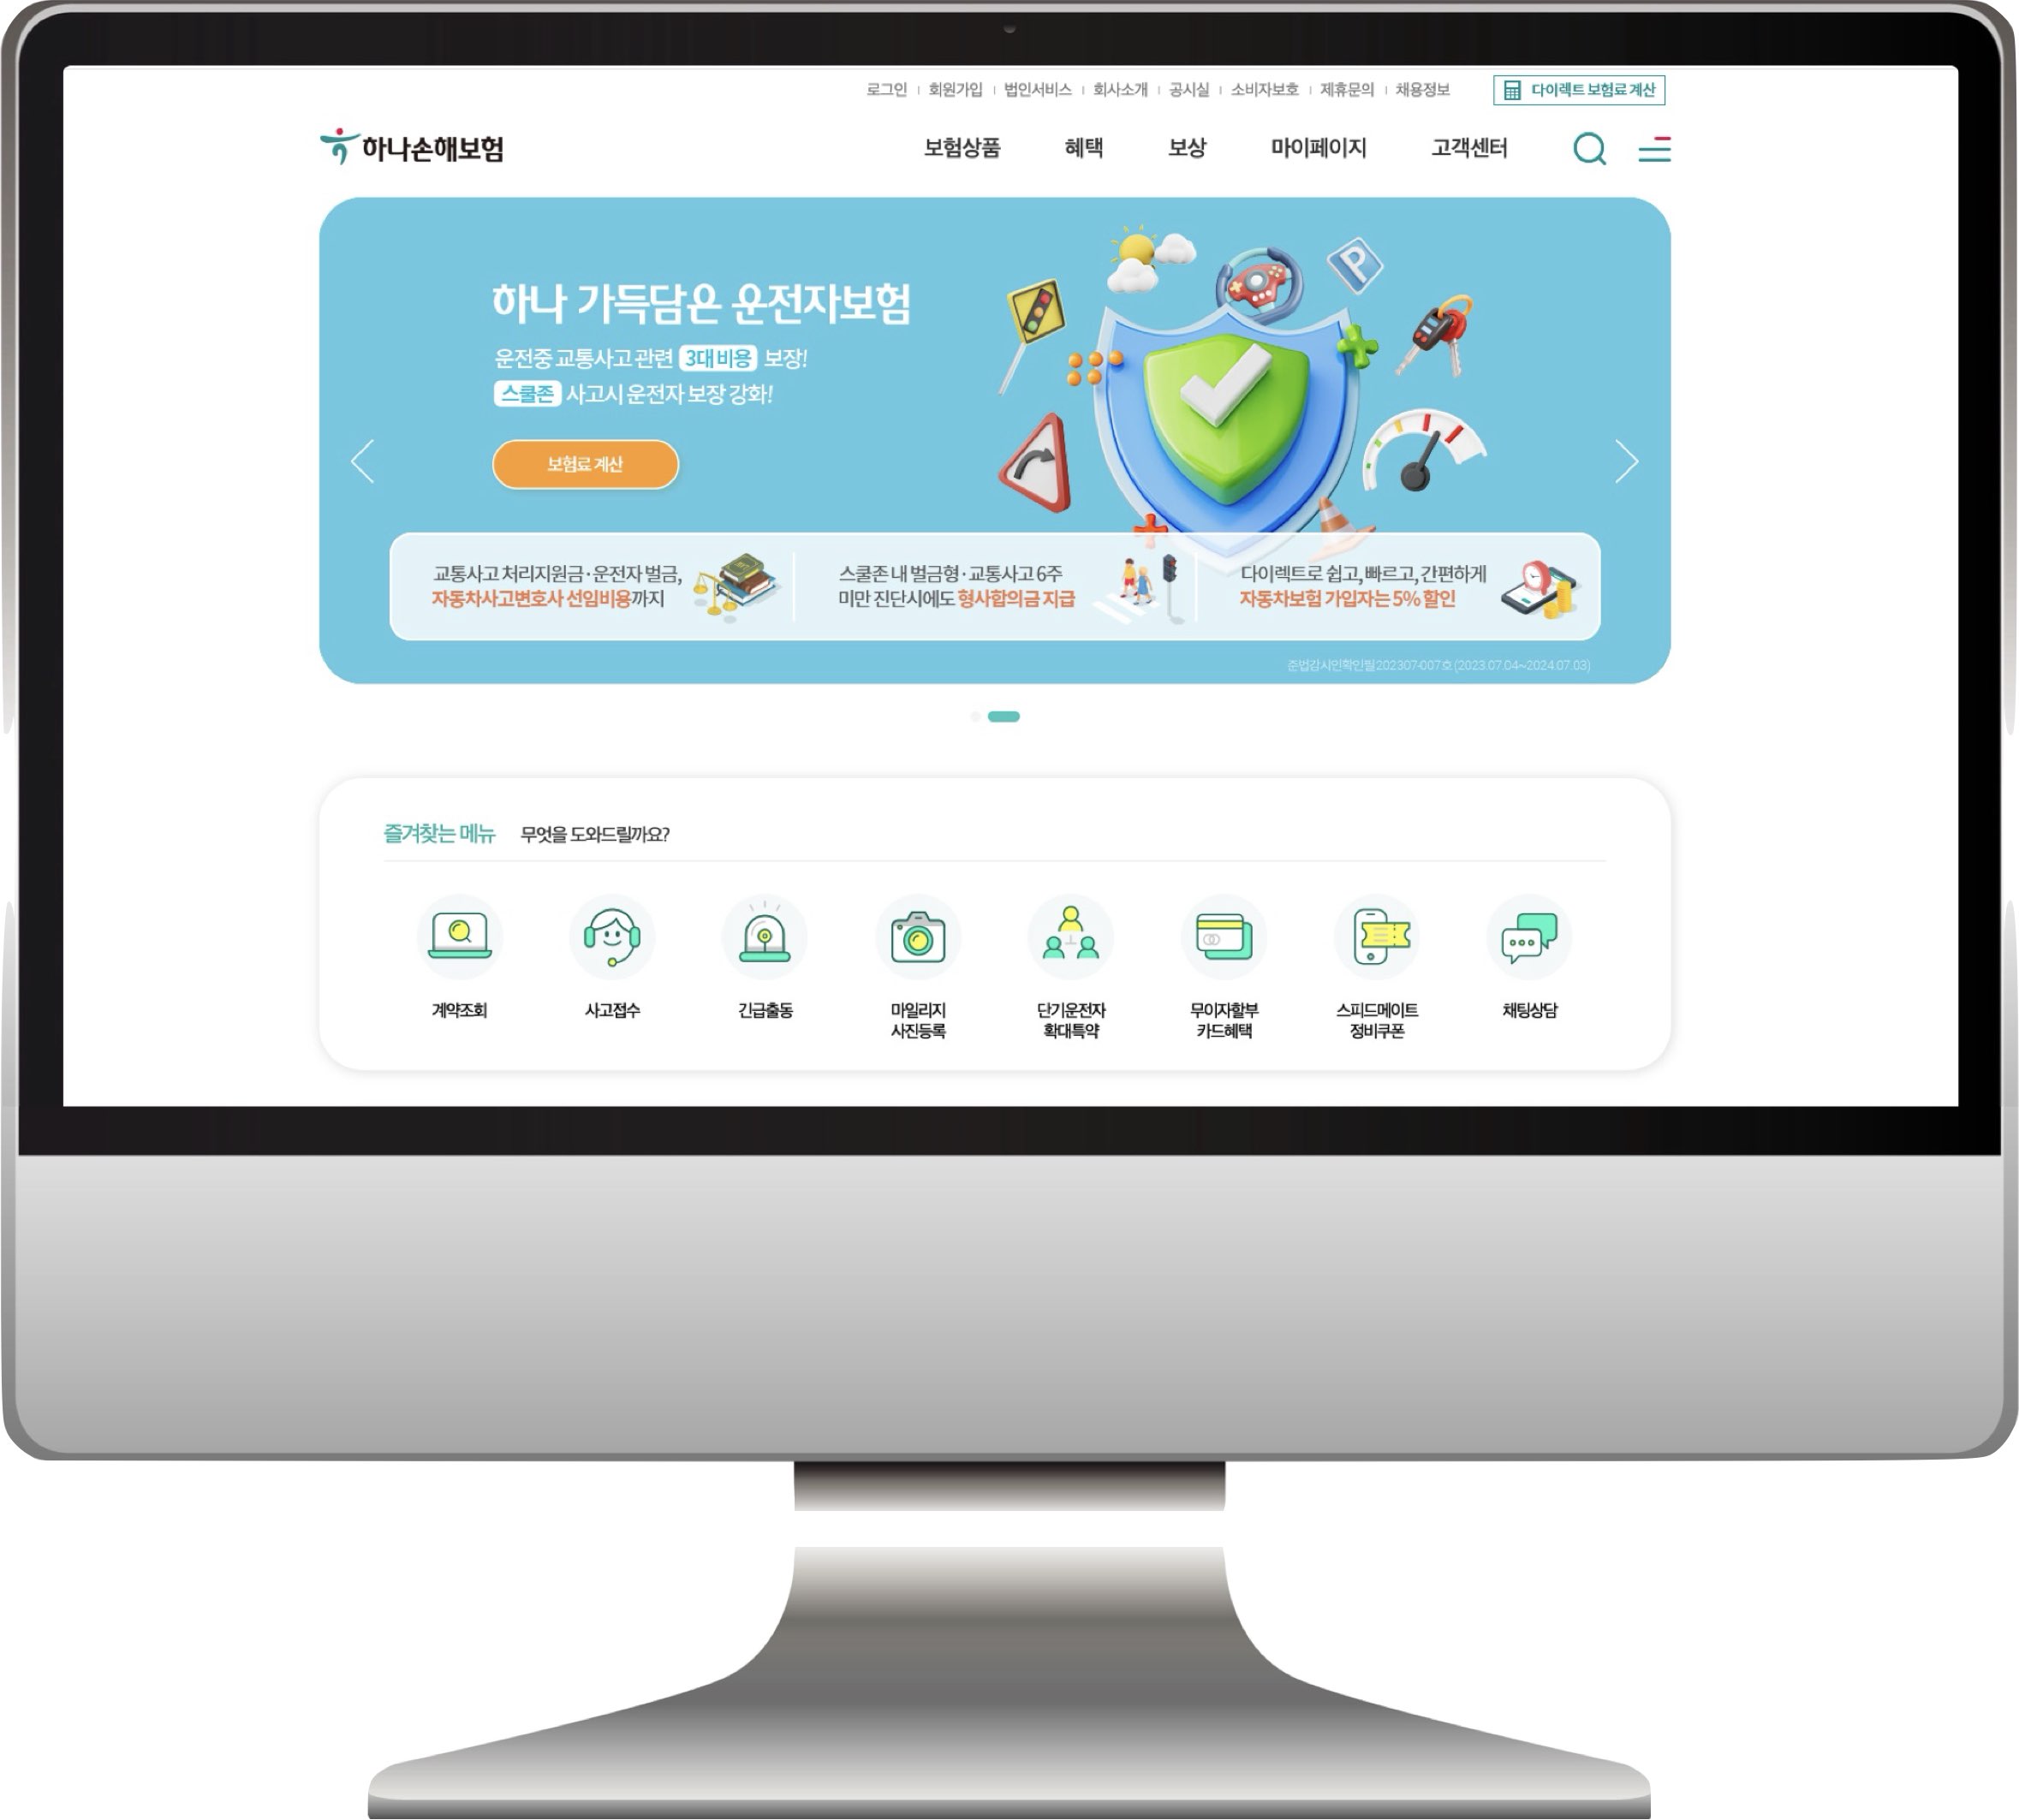 로그인 회원가입 법인서비스 회사소개 공시실 소비자보호 제휴문의 채용정보 다이렉트 보험료 계산
하나손해보험 보험상품 혜택 보상 마이페이지 고객센터
하나 가득담은 운전자보험
운전중 교통사고 관련 3대 비용 보장!
스쿨존 사고시 운전자 보장 강화!
보험료 계산
교통사고 처리지원금·운전자 벌금,
자동차사고변호사 선임비용까지
스쿨존 내 벌금형·교통사고 6주
미만 진단시에도 형사합의금 지급
다이렉트로 쉽고, 빠르고, 간편하게
자동차보험 가입자는 5% 할인
준법감시인확인필202307-007호 (2023.07.04~2024.07.03)
즐겨찾는 메뉴 무엇을 도와드릴까요?
계약조회
사고접수
긴급출동
마일리지
사진등록
단기운전자
확대특약
무이자할부
카드혜택
스피드메이트
정비쿠폰
채팅상담
P